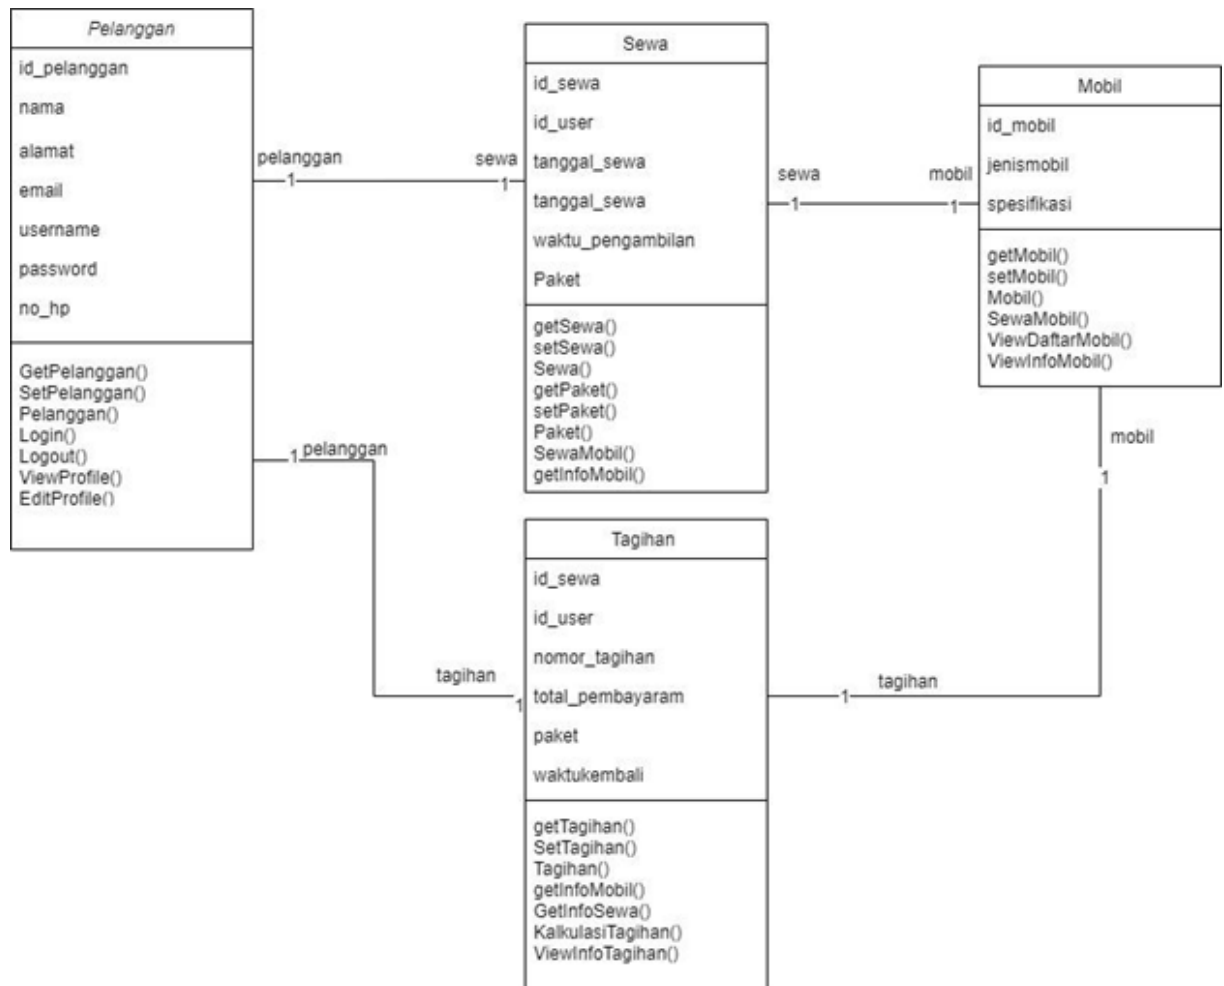 Pelanggan
id_pelanggan
nama
alamat
email
username
password
no_hp
GetPelanggan()
SetPelanggan()
Pelanggan()
Login()
Logout()
ViewProfile()
EditProfile()
pelanggan
1
sewa
1
Sewa
id_sewa
id_user
tanggal_sewa
tanggal_sewa
waktu_pengambilan
Paket
getSewa()
setSewa()
Sewa()
getPaket()
setPaket()
Paket()
SewaMobil()
getInfoMobil()
sewa
1
mobil
1
Mobil
id_mobil
jenismobil
spesifikasi
getMobil()
setMobil()
Mobil()
SewaMobil()
ViewDaftarMobil()
ViewInfoMobil()
1 pelanggan
tagihan
1
Tagihan
id_sewa
id_user
nomor_tagihan
total_pembayaram
paket
waktukembali
getTagihan()
SetTagihan()
Tagihan()
getInfoMobil()
GetInfoSewa()
KalkulasiTagihan()
ViewInfoTagihan()
1
tagihan
mobil
1